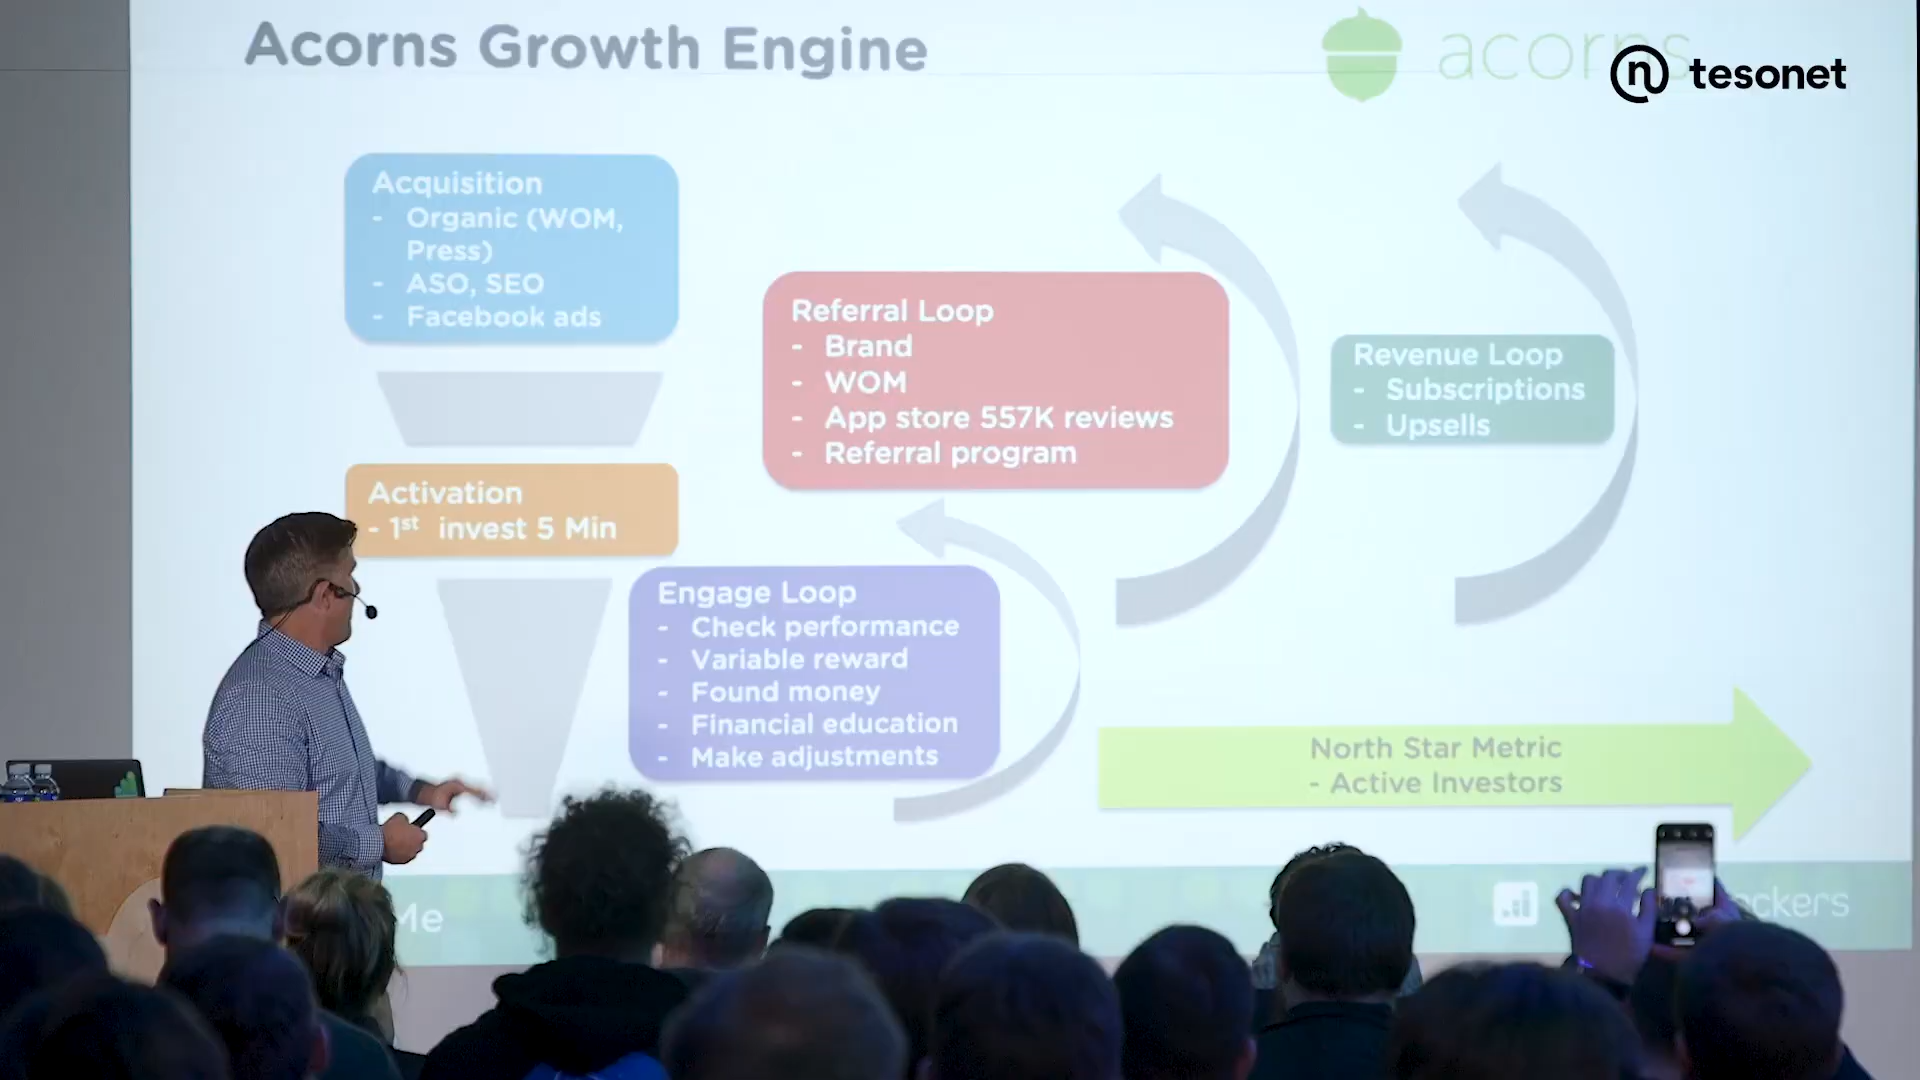 Acorns Growth Engine
acorns
tesonet
Acquisition
- Organic (WOM,
Press)
- ASO, SEO
- Facebook ads
Activation
- 1st invest 5 Min
Referral Loop
- Brand
- WOM
- App store 557K reviews
- Referral program
Revenue Loop
- Subscriptions
- Upsells
Engage Loop
- Check performance
- Variable reward
- Found money
- Financial education
- Make adjustments
North Star Metric
- Active Investors
Me
ckers